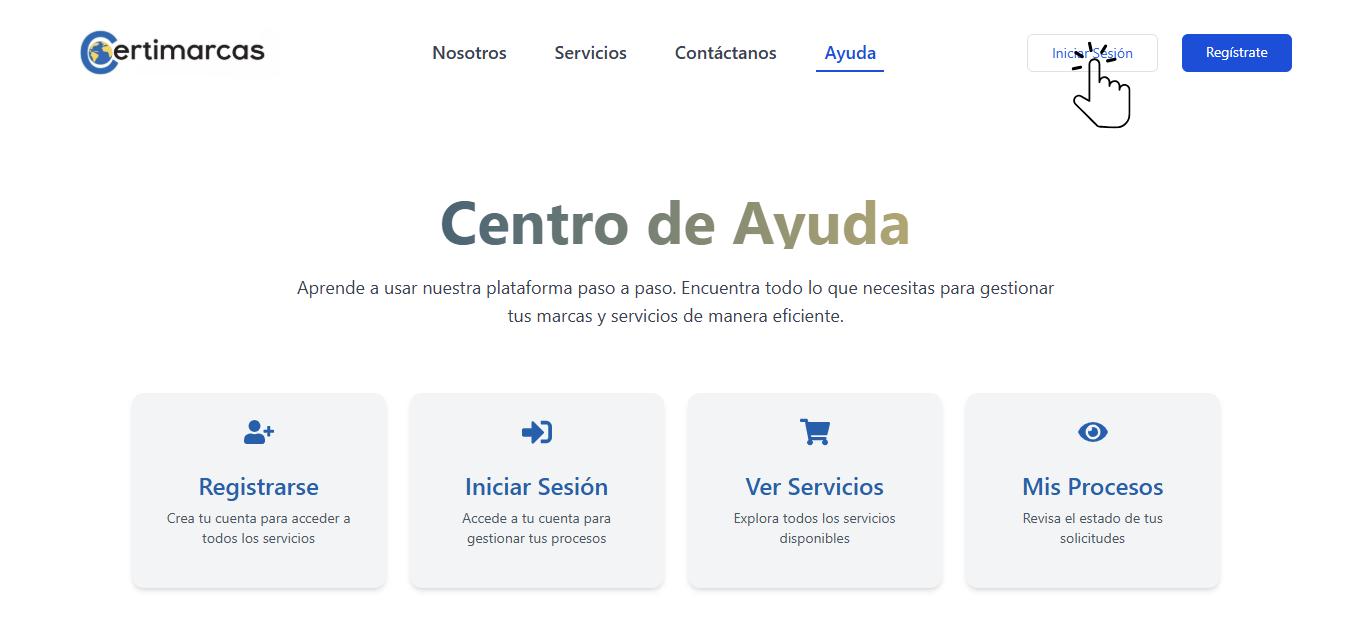 Certimarcas
Nosotros
Servicios
Contáctanos
Ayuda
Iniciar Sesión
Regístrate
Centro de Ayuda
Aprende a usar nuestra plataforma paso a paso. Encuentra todo lo que necesitas para gestionar
tus marcas y servicios de manera eficiente.
Registrarse
Crea tu cuenta para acceder a
todos los servicios
Iniciar Sesión
Accede a tu cuenta para
gestionar tus procesos
Ver Servicios
Explora todos los servicios
disponibles
Mis Procesos
Revisa el estado de tus
solicitudes